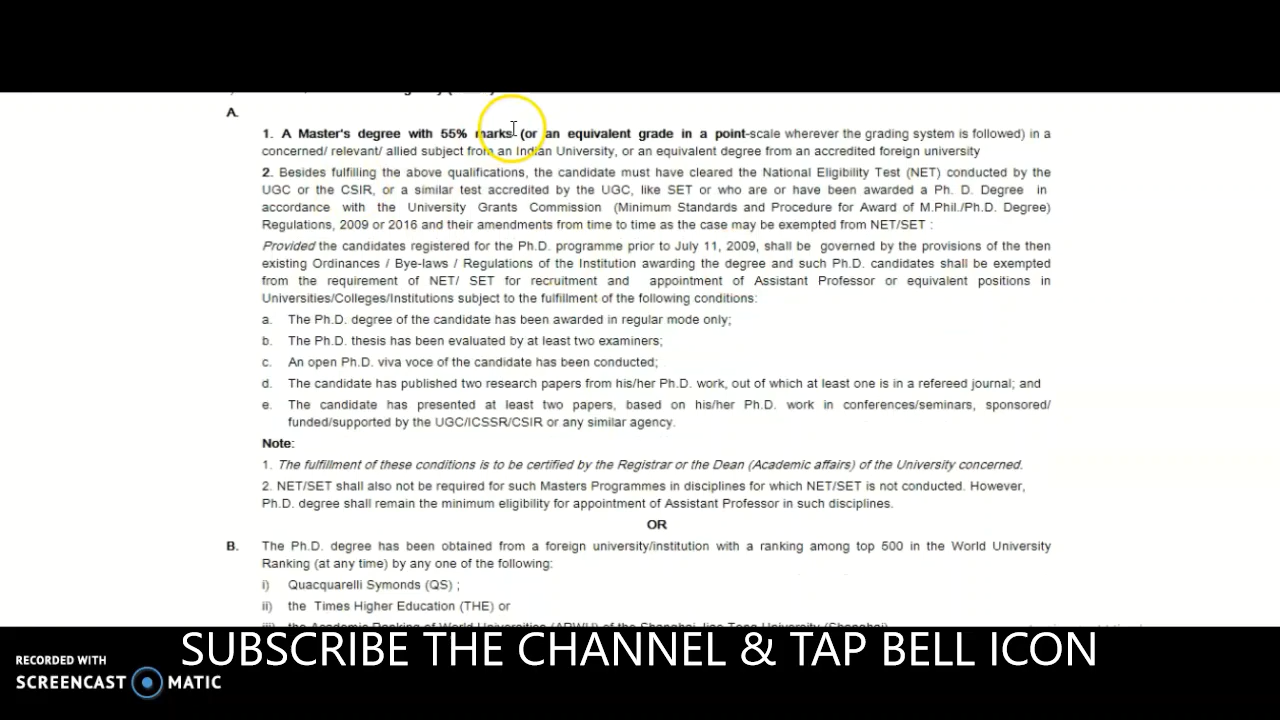 A.
1. A Master's degree with 55% marks (or an equivalent grade in a point-scale wherever the grading system is followed) in a
concerned/ relevant/ allied subject from an Indian University, or an equivalent degree from an accredited foreign university
2. Besides fulfilling the above qualifications, the candidate must have cleared the National Eligibility Test (NET) conducted by the
UGC or the CSIR, or a similar test accredited by the UGC, like SET or who are or have been awarded a Ph. D. Degree in
accordance with the University Grants Commission (Minimum Standards and Procedure for Award of M.Phil./Ph.D. Degree)
Regulations, 2009 or 2016 and their amendments from time to time as the case may be exempted from NET/SET :
Provided the candidates registered for the Ph.D. programme prior to July 11, 2009, shall be governed by the provisions of the then
existing Ordinances / Bye-laws / Regulations of the Institution awarding the degree and such Ph.D. candidates shall be exempted
from the requirement of NET/ SET for recruitment and appointment of Assistant Professor or equivalent positions in
Universities/Colleges/Institutions subject to the fulfillment of the following conditions:
a. The Ph.D. degree of the candidate has been awarded in regular mode only;
b. The Ph.D. thesis has been evaluated by at least two examiners;
c. An open Ph.D. viva voce of the candidate has been conducted;
d. The candidate has published two research papers from his/her Ph.D. work, out of which at least one is in a refereed journal; and
e. The candidate has presented at least two papers, based on his/her Ph.D. work in conferences/seminars, sponsored/
funded/supported by the UGC/ICSSR/CSIR or any similar agency.
Note:
1. The fulfillment of these conditions is to be certified by the Registrar or the Dean (Academic affairs) of the University concerned.
2. NET/SET shall also not be required for such Masters Programmes in disciplines for which NET/SET is not conducted. However,
Ph.D. degree shall remain the minimum eligibility for appointment of Assistant Professor in such disciplines.
OR
B. The Ph.D. degree has been obtained from a foreign university/institution with a ranking among top 500 in the World University
Ranking (at any time) by any one of the following:
i) Quacquarelli Symonds (QS) ;
ii) the Times Higher Education (THE) or
SUBSCRIBE THE CHANNEL & TAP BELL ICON
RECORDED WITH
SCREENCAST MATIC